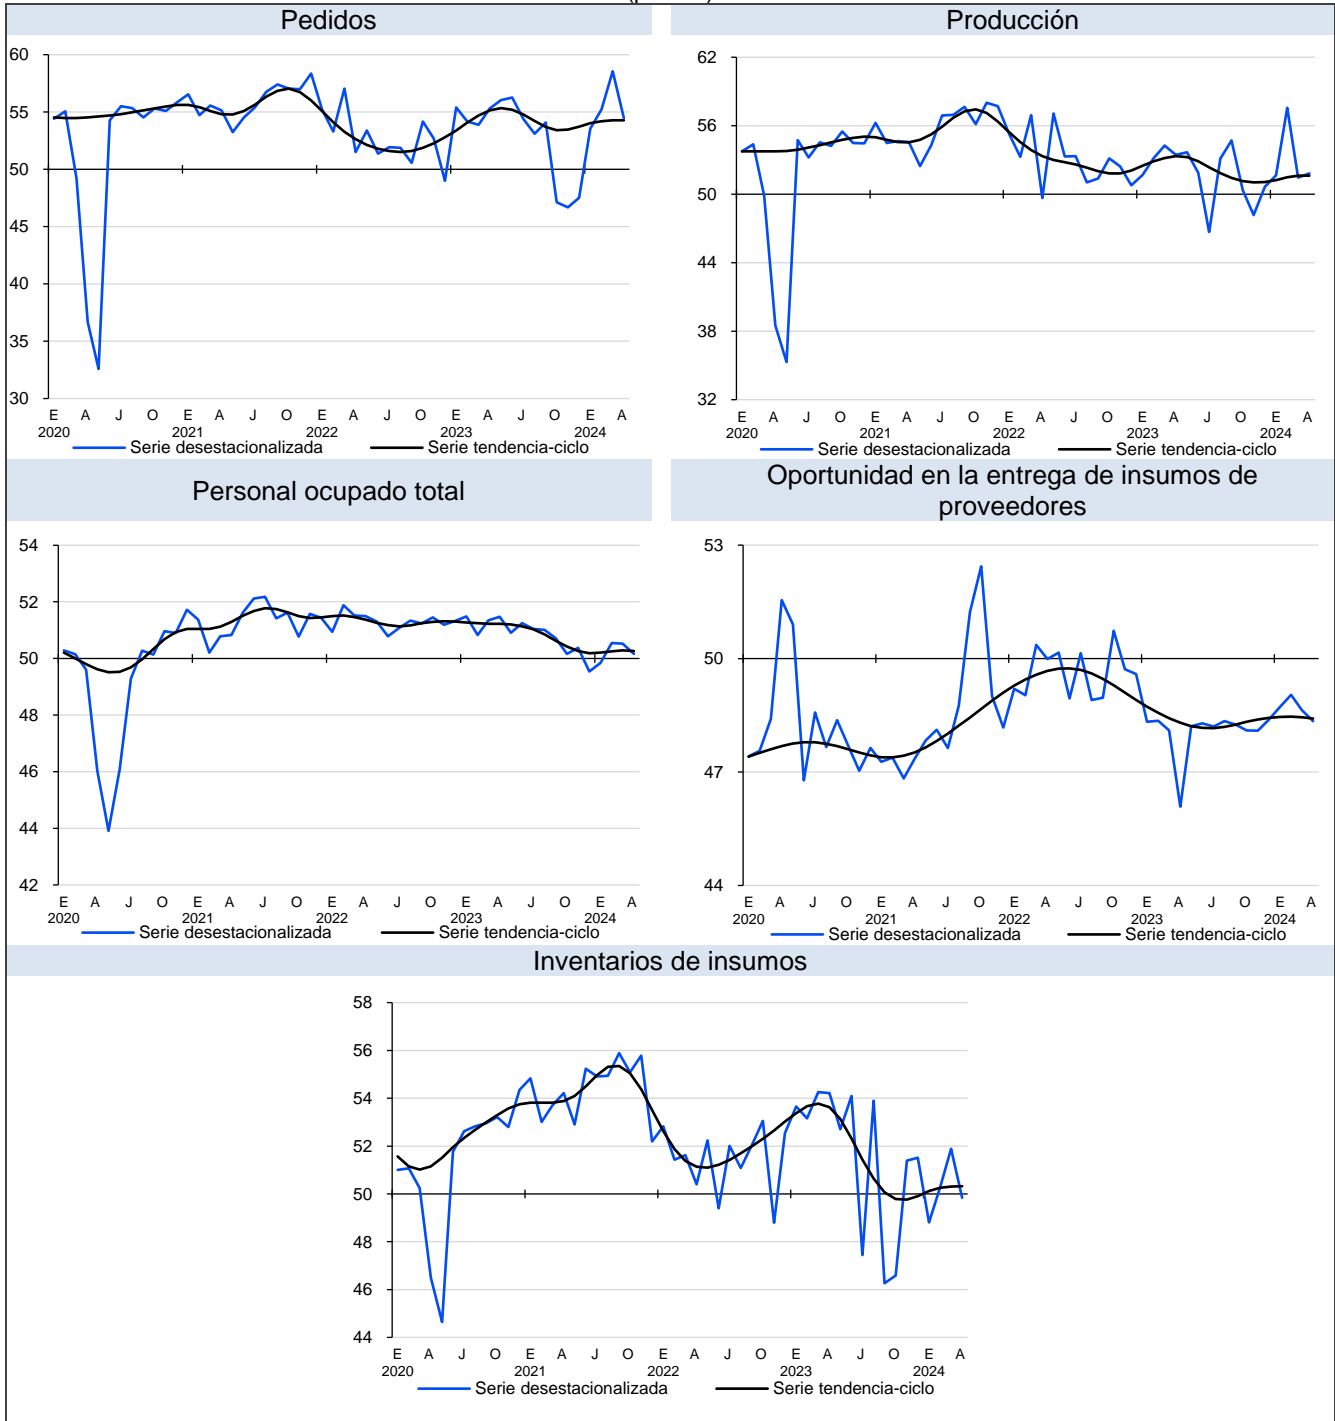 Pedidos
60
55
50
45
40
35
30
E A J O E A J O E A J O E A J O E A
2020 2021 2022 2023 2024
Serie desestacionalizada Serie tendencia-ciclo
Producción
62
56
50
44
38
32
E A J O E A J O E A J O E A J O E A
2020 2021 2022 2023 2024
Serie desestacionalizada Serie tendencia-ciclo
Personal ocupado total
54
52
50
48
46
44
42
E A J O E A J O E A J O E A J O E A
2020 2021 2022 2023 2024
Serie desestacionalizada Serie tendencia-ciclo
Oportunidad en la entrega de insumos de
proveedores
53
50
47
44
E A J O E A J O E A J O E A J O E A
2020 2021 2022 2023 2024
Serie desestacionalizada Serie tendencia-ciclo
Inventarios de insumos
58
56
54
52
50
48
46
44
E A J O E A J O E A J O E A J O E A
2020 2021 2022 2023 2024
Serie desestacionalizada Serie tendencia-ciclo